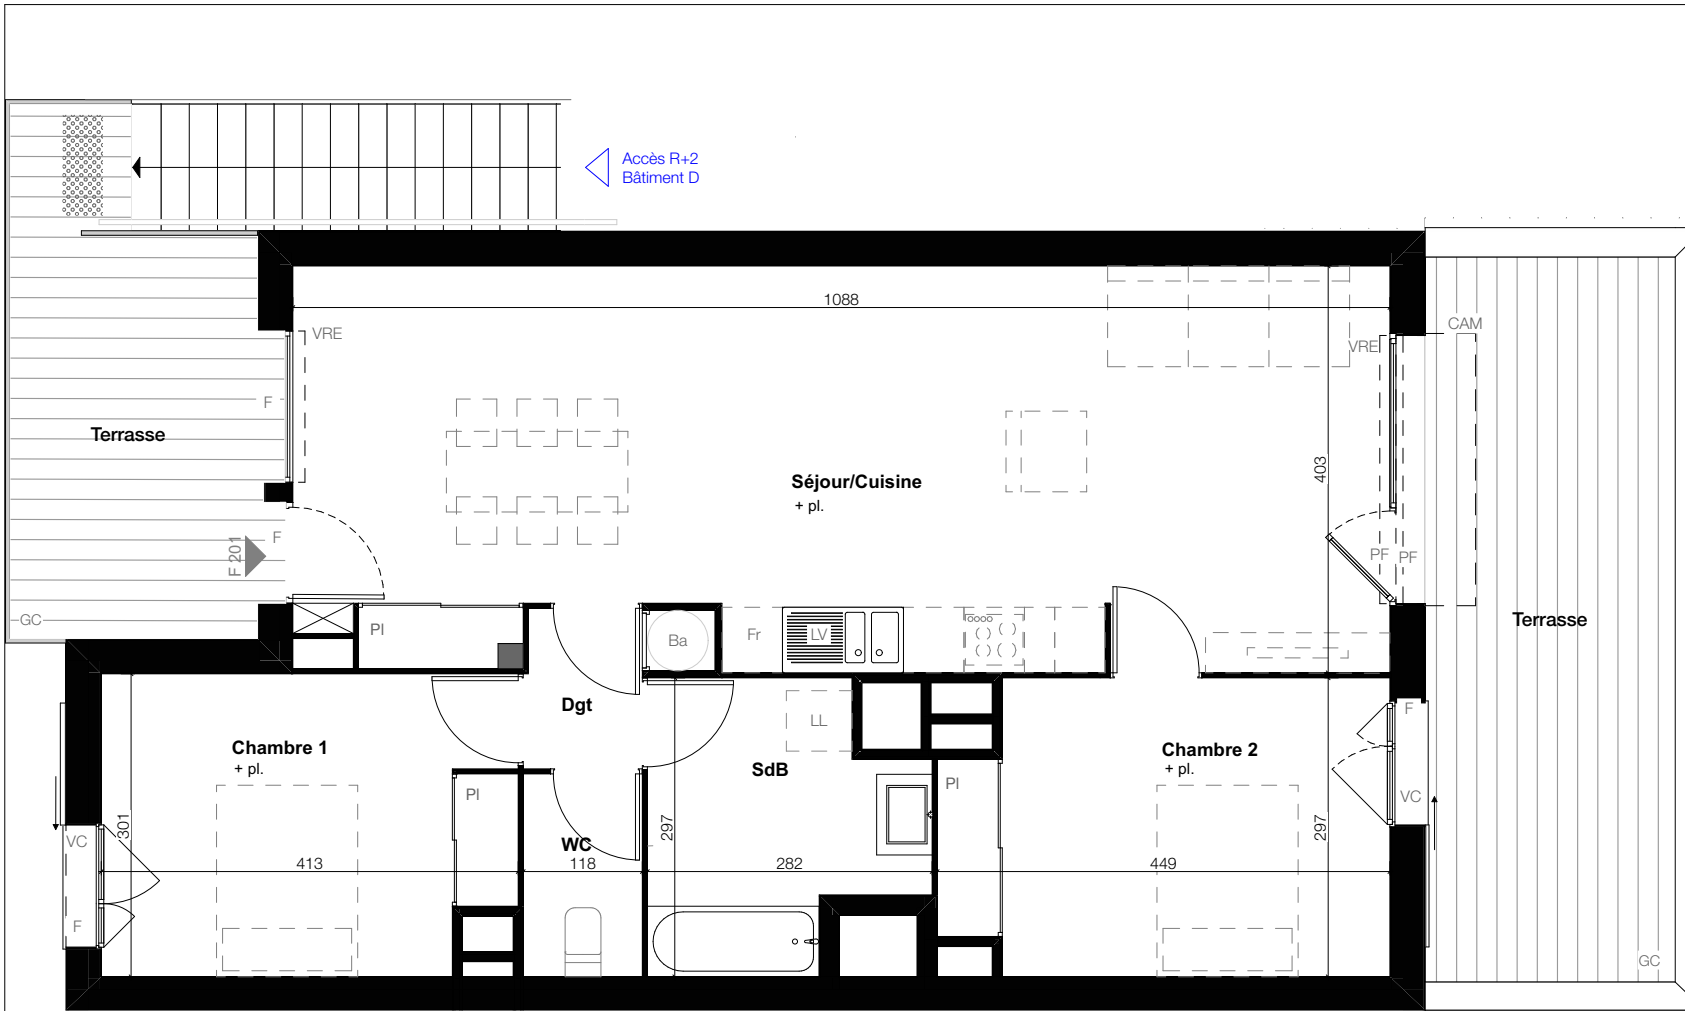 Accès R+2
Bâtiment D
1088
VRE
CAM
VRE
F
Terrasse
403
Séjour/Cuisine
+ pl.
F
F 201
PF
PF
GC
Pl
Ba
Fr
LV
Terrasse
Dgt
LL
F
Chambre 1
+ pl.
SdB
Chambre 2
+ pl.
Pl
Pl
VC
VC
301
WC
297
297
413
118
282
449
F
GC